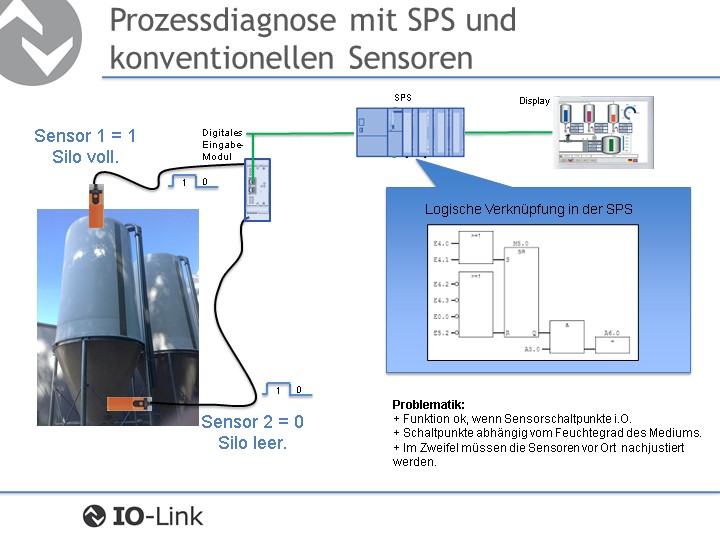 Prozessdiagnose mit SPS und
konventionellen Sensoren
SPS
Display
Sensor 1 = 1
Silo voll.
Digitales
Eingabe-
Modul
1 0
Logische Verknüpfung in der SPS
>=1
M5.0
E4.0
SR
E4.1
S
>=1
E4.2
E4.3
E0.0
&
A6.0
E5.2
R Q
=
A3.0
1 0
Sensor 2 = 0
Silo leer.
Problematik:
+ Funktion ok, wenn Sensorschaltpunkte i.O.
+ Schaltpunkte abhängig vom Feuchtegrad des Mediums.
+ Im Zweifel müssen die Sensoren vor Ort nachjustiert
werden.
IO-Link